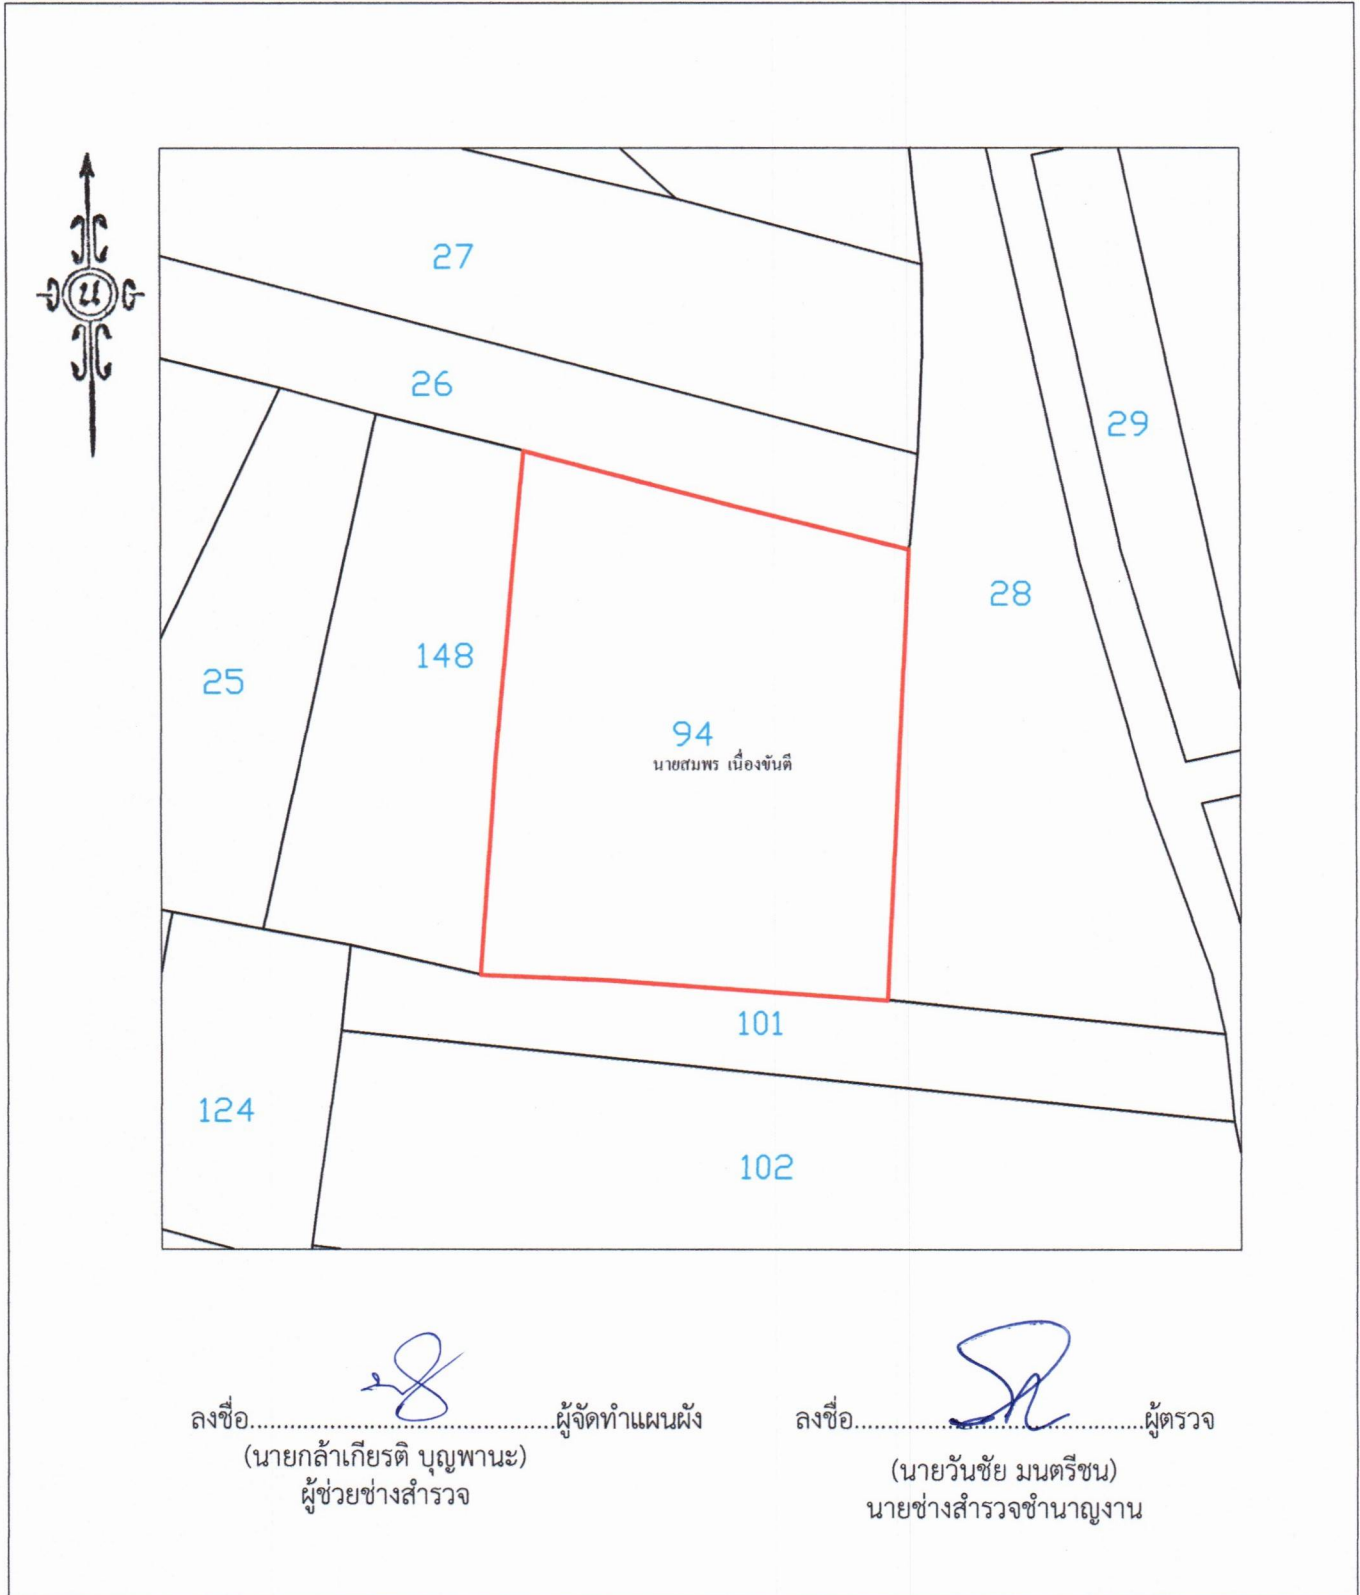 น
27
26
29
28
148
25
94
นายสมพร เนื่องขันตี
101
124
102
ลงชื่อ..............................................ผู้จัดทำแผนผัง
(นายกล้าเกียรติ บุญพานะ)
ผู้ช่วยช่างสำรวจ
ลงชื่อ...........................................ผู้ตรวจ
(นายวันชัย มนตรีชน)
นายช่างสำรวจชำนาญงาน